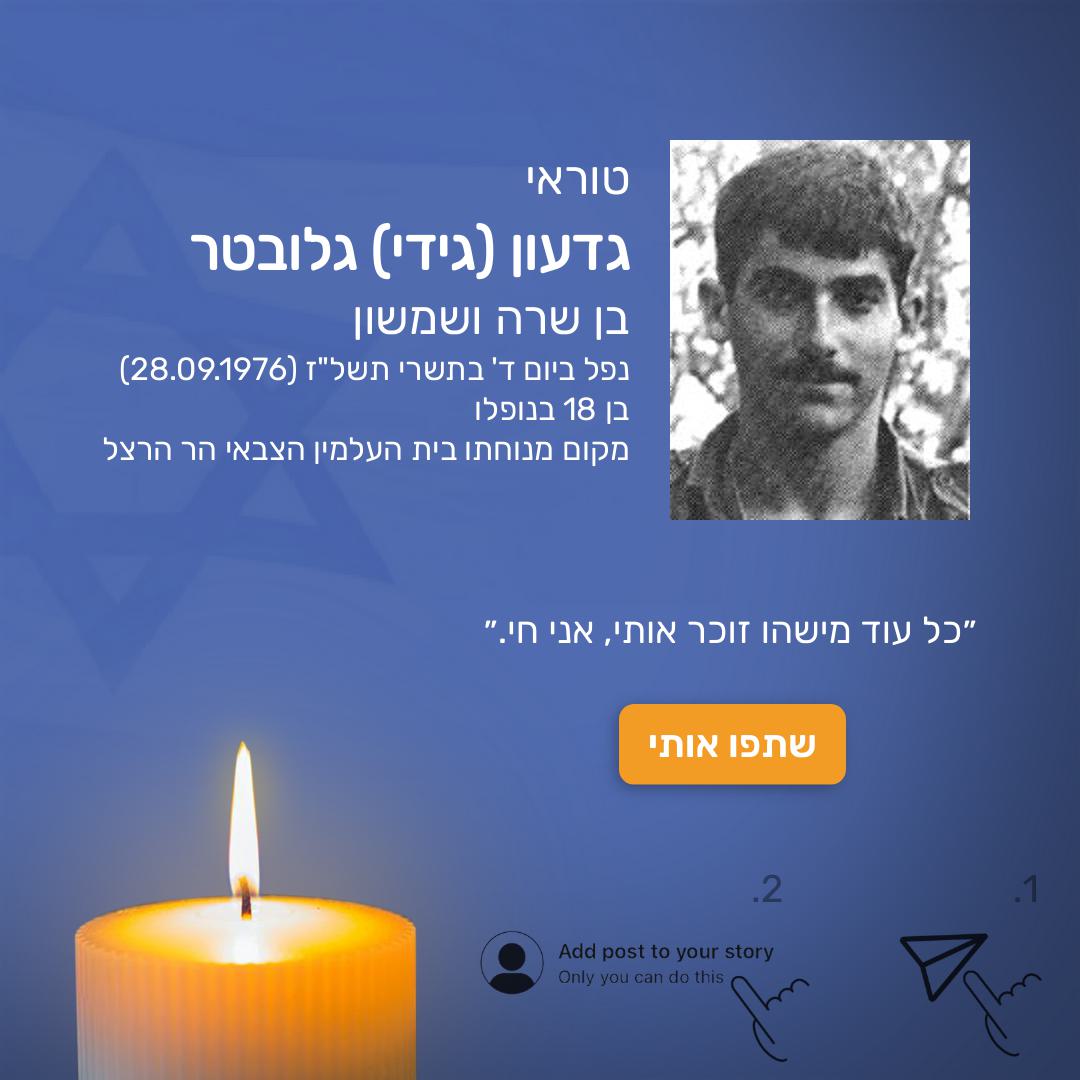 טוראי
גדעון (גידי) גלובטר
בן שרה ושמשון
נפל ביום ד' בתשרי תשל"ז (28.09.1976)
בן 18 בנופלו
מקום מנוחתו בית העלמין הצבאי הר הרצל
״כל עוד מישהו זוכר אותי, אני חי.״
שתפו אותי
.1
.2
Add post to your story
Only you can do this